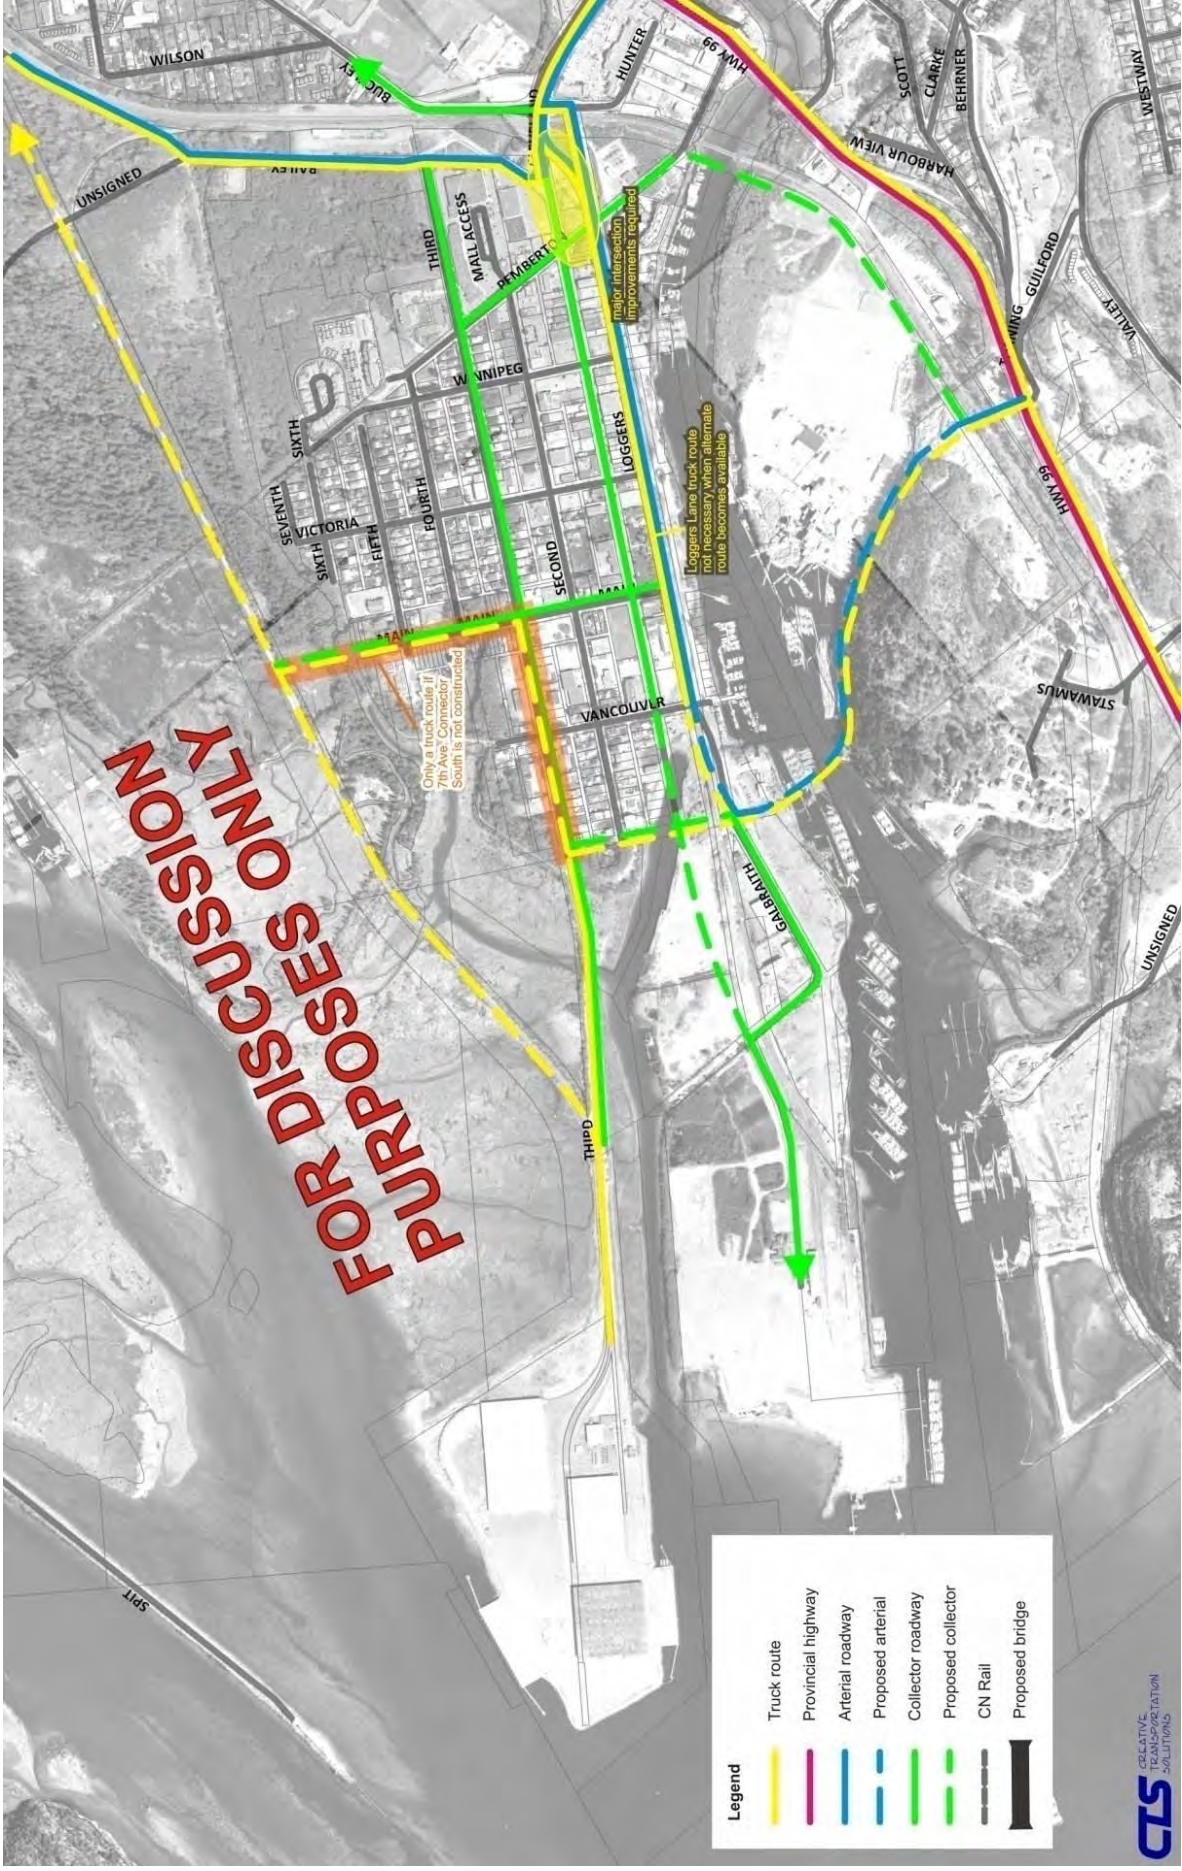 FOR DISCUSSION
PURPOSES ONLY
WILSON
BUCKLEY
HUNTER
HWY 99
SCOTT
CLARKE
BEHRNER
WESTWAY
HARBOUR VIEW
UNSIGNED
BAILEY
THIRD
MALL ACCESS
PEMBERTON
major intersection
improvements required
GUILFORD
VALLEY
WINNIPEG
SIXTH
SEVENTH
VICTORIA
SIXTH
FIFTH
FOURTH
LOGGERS
SECOND
MAIN
MAIN
MAIN
Loggers Lane truck route
not necessary when alternate
route becomes available
HWY 99
STAWAMUS
VANCOUVER
Only a truck route if
7th Ave. Connector
South is not constructed
GALBRAITH
UNSIGNED
THIRD
SPIT
Legend
Truck route
Provincial highway
Arterial roadway
Proposed arterial
Collector roadway
Proposed collector
CN Rail
Proposed bridge
CTS CREATIVE
TRANSPORTATION
SOLUTIONS